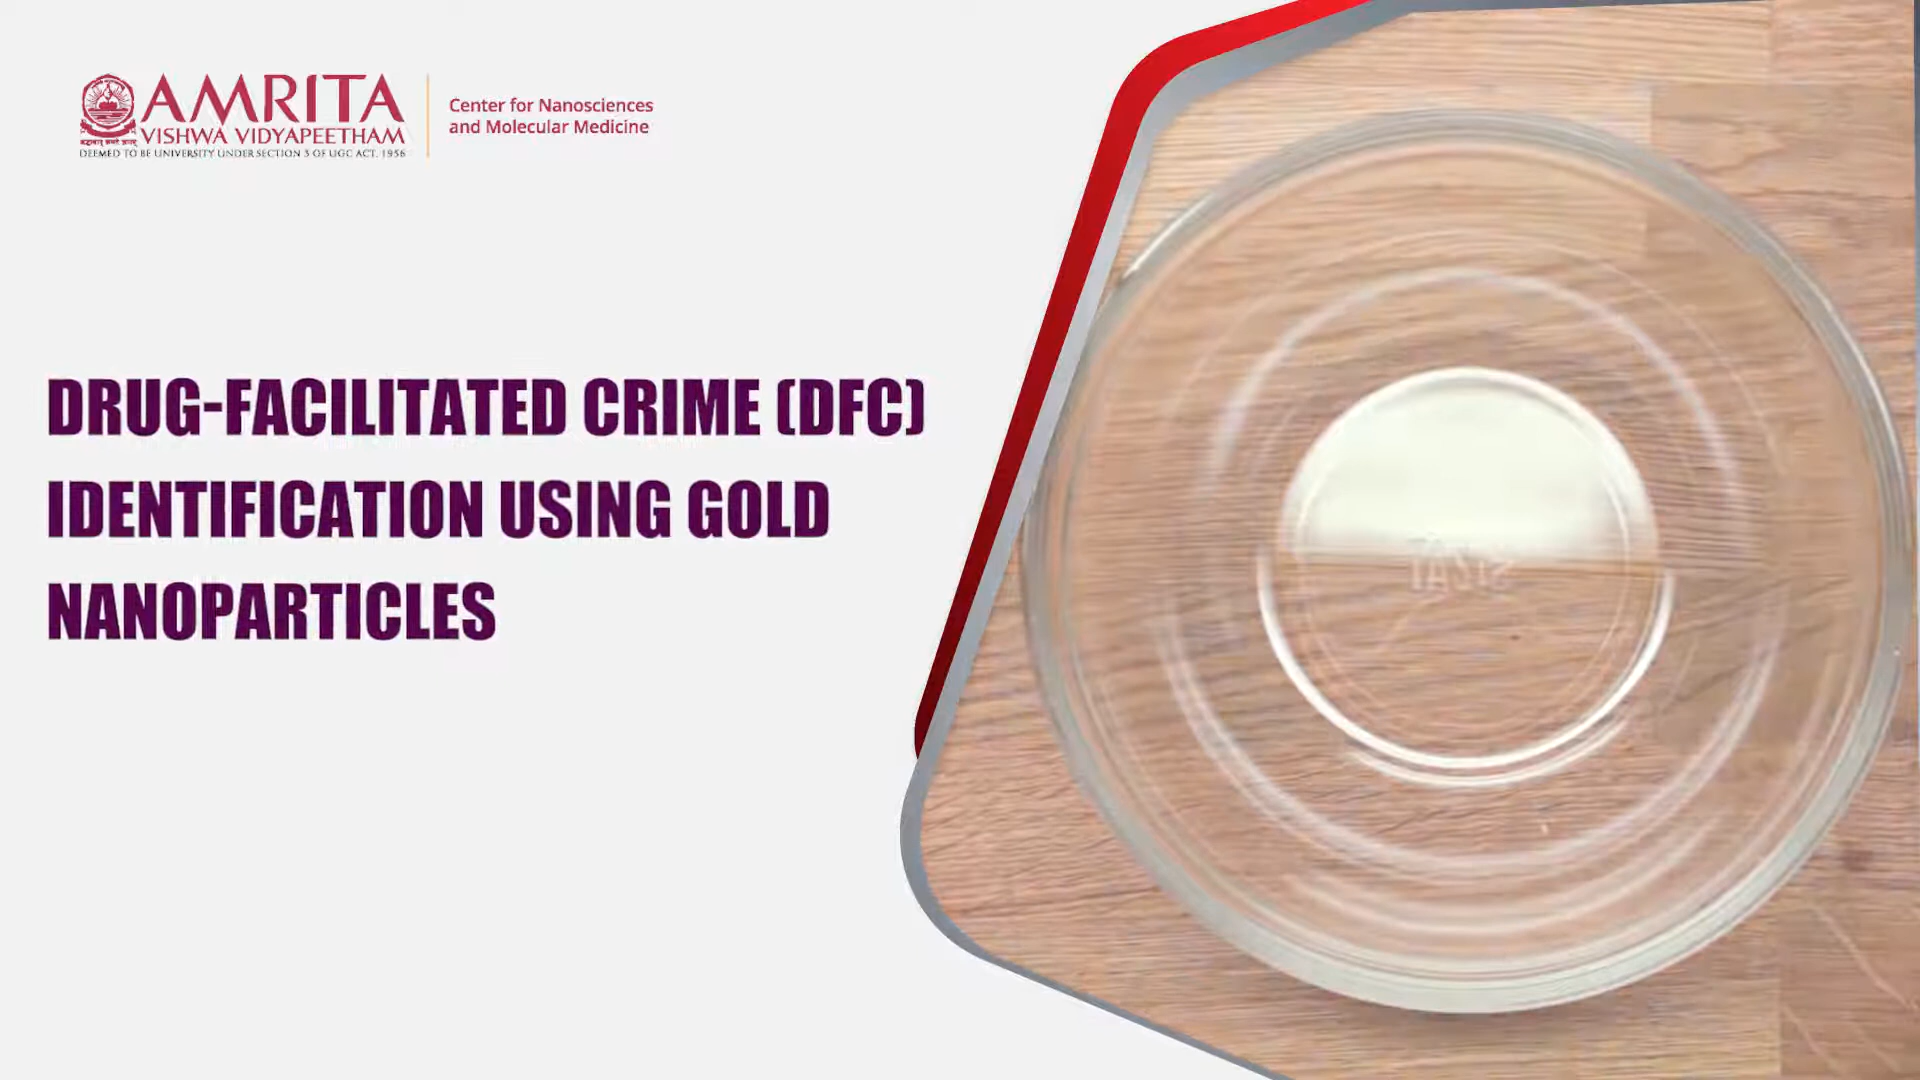 AMRITA
VISHWA VIDYAPEETHAM
DEEMED TO BE UNIVERSITY UNDER SECTION 3 OF UGC ACT, 1956
Center for Nanosciences
and Molecular Medicine
DRUG-FACILITATED CRIME (DFC)
IDENTIFICATION USING GOLD
NANOPARTICLES